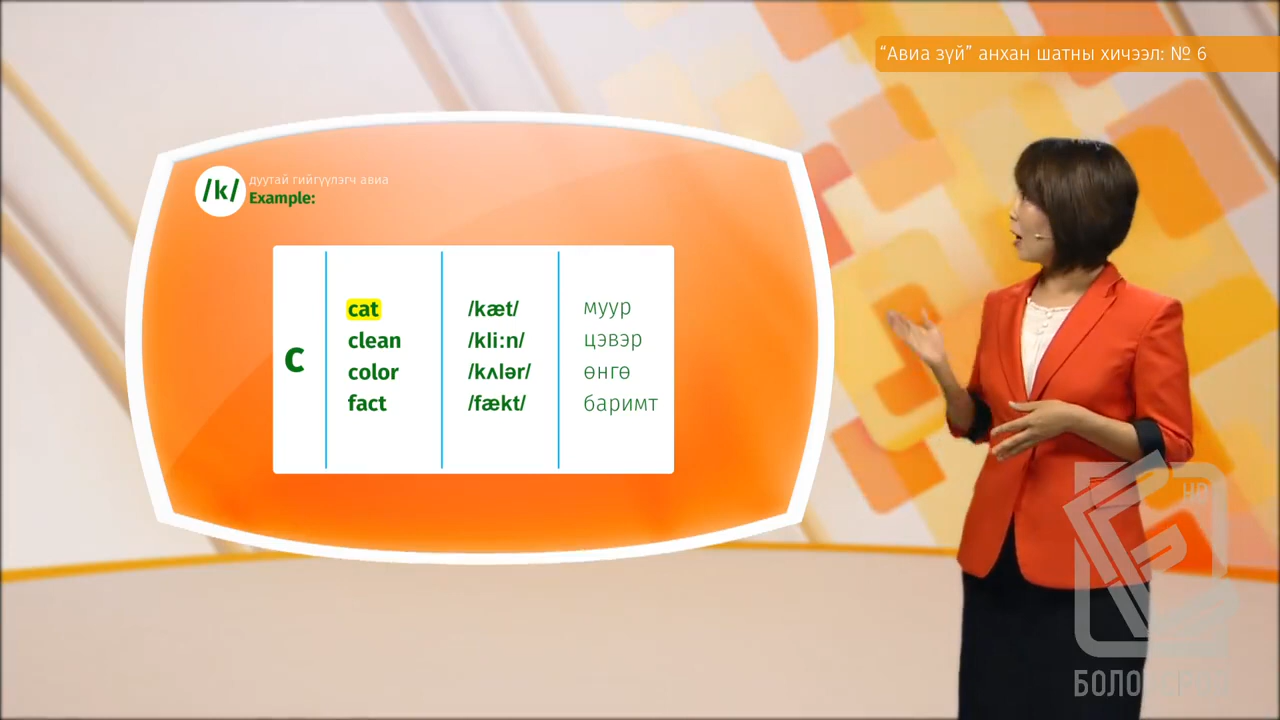 “Авиа зүй” анхан шатны хичээл: № 6
/k/
дуутай гийгүүлэгч авиа
Example:
c
cat /kæt/ муур
clean /kli:n/ цэвэр
color /kʌlər/ өнгө
fact /fækt/ баримт
HD